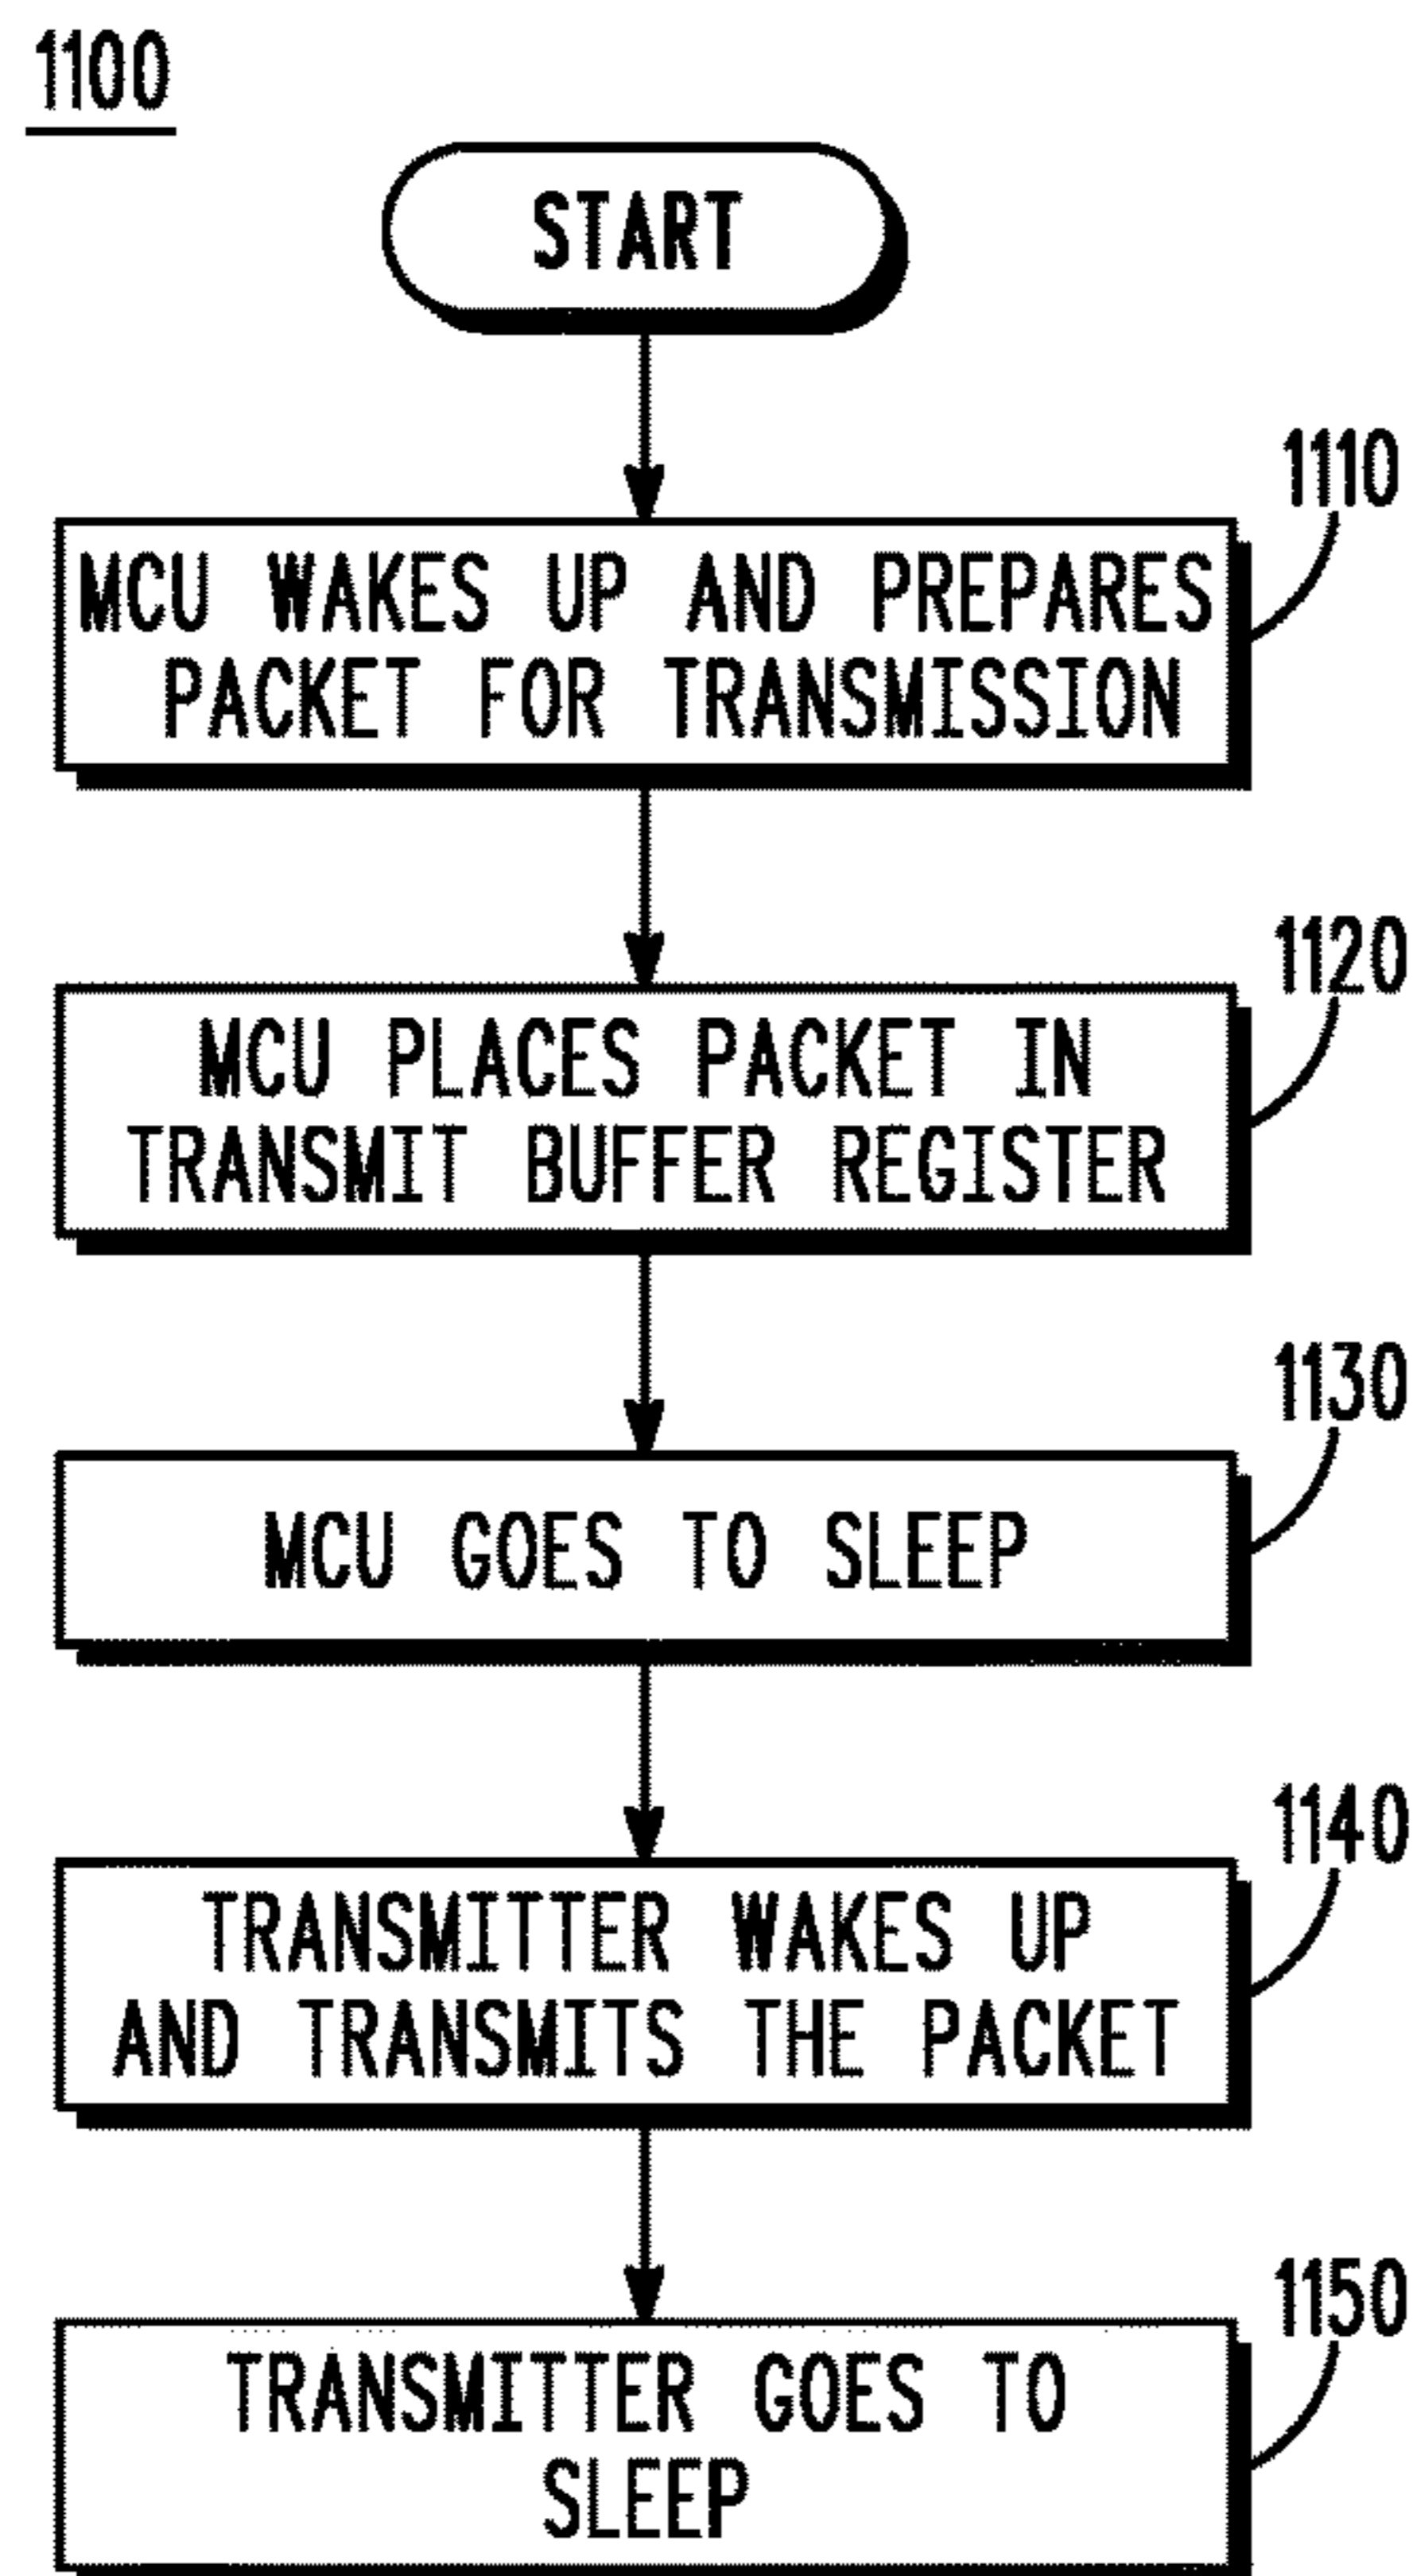 1100
START
1110
MCU WAKES UP AND PREPARES
PACKET FOR TRANSMISSION
1120
MCU PLACES PACKET IN
TRANSMIT BUFFER REGISTER
1130
MCU GOES TO SLEEP
1140
TRANSMITTER WAKES UP
AND TRANSMITS THE PACKET
1150
TRANSMITTER GOES TO
SLEEP